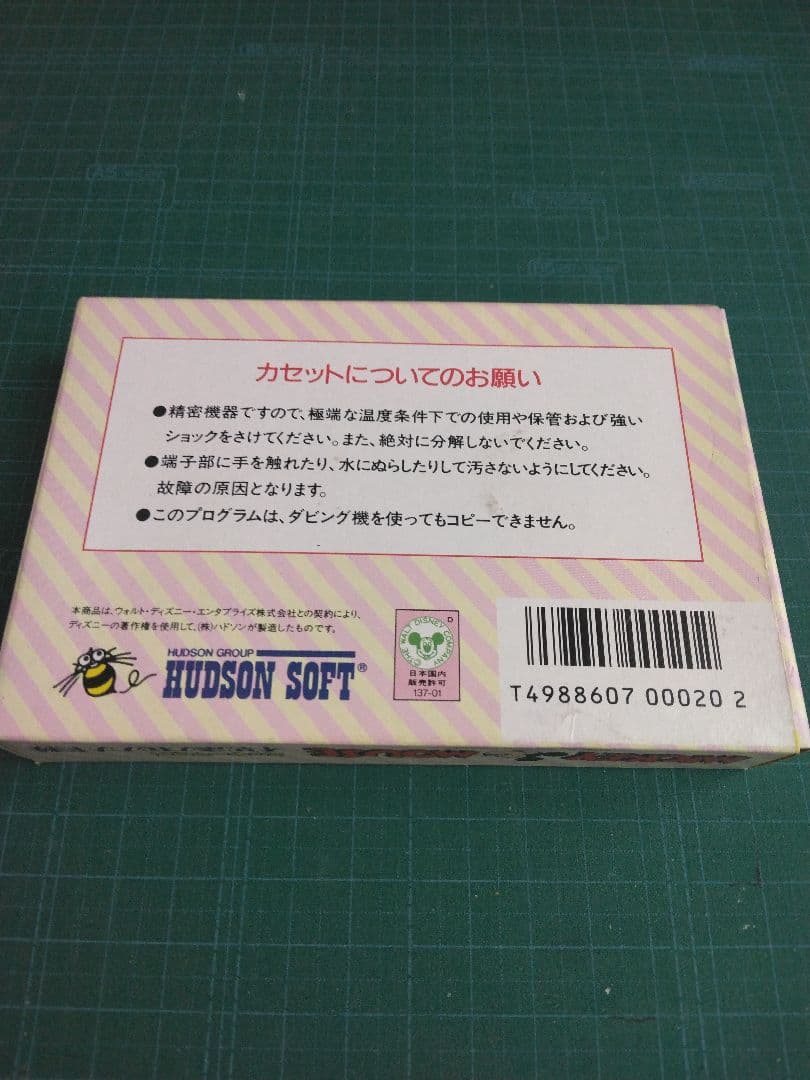 カセットについてのお願い
●精密機器ですので、極端な温度条件下での使用や保管および強い
ショックをさけてください。また、絶対に分解しないでください。
●端子部に手を触れたり、水にぬらしたりして汚さないようにしてください。
故障の原因となります。
●このプログラムは、ダビング機を使ってもコピーできません。
本商品は、ウォルト・ディズニー・エンタプライズ株式会社との契約により、
ディズニーの著作権を使用して、(株)ハドソンが製造したものです。
HUDSON GROUP
HUDSON SOFT®
D
©THE WALT DISNEY COMPANY
日本国内
販売許可
137-01
T4988607 00020 2